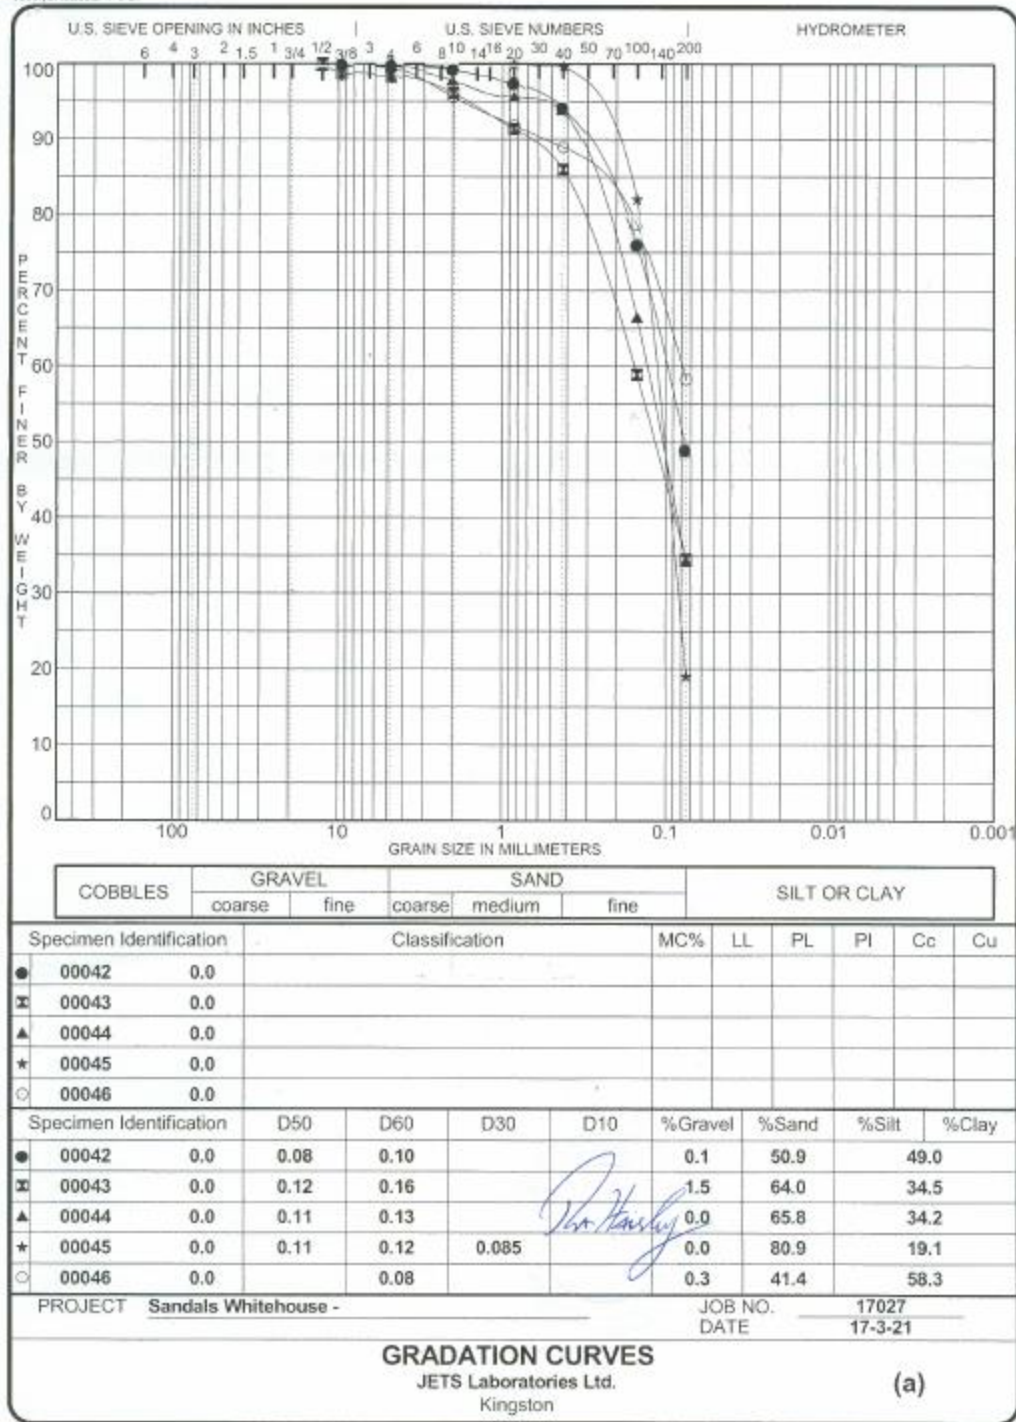 U.S. SIEVE OPENING IN INCHES U.S. SIEVE NUMBERS HYDROMETER
6 4 3 2 1.5 1 3/4 1/2 3/8 3 4 6 8 10 14 16 20 30 40 50 70 100 140 200
100
90
80
70
60
50
40
30
20
10
0
PERCENT FINER BY WEIGHT
100 10 1 0.1 0.01 0.001
GRAIN SIZE IN MILLIMETERS
COBBLES GRAVEL SAND SILT OR CLAY
coarse fine coarse medium fine
Specimen Identification Classification MC% LL PL PI Cc Cu
00042 0.0
00043 0.0
00044 0.0
00045 0.0
00046 0.0
Specimen Identification D50 D60 D30 D10 %Gravel %Sand %Silt %Clay
00042 0.0 0.08 0.10 0.1 50.9 49.0
00043 0.0 0.12 0.16 1.5 64.0 34.5
00044 0.0 0.11 0.13 0.0 65.8 34.2
00045 0.0 0.11 0.12 0.085 0.0 80.9 19.1
00046 0.0 0.08 0.3 41.4 58.3
PROJECT Sandals Whitehouse - JOB NO. 17027
DATE 17-3-21
GRADATION CURVES
JETS Laboratories Ltd.
Kingston
(a)